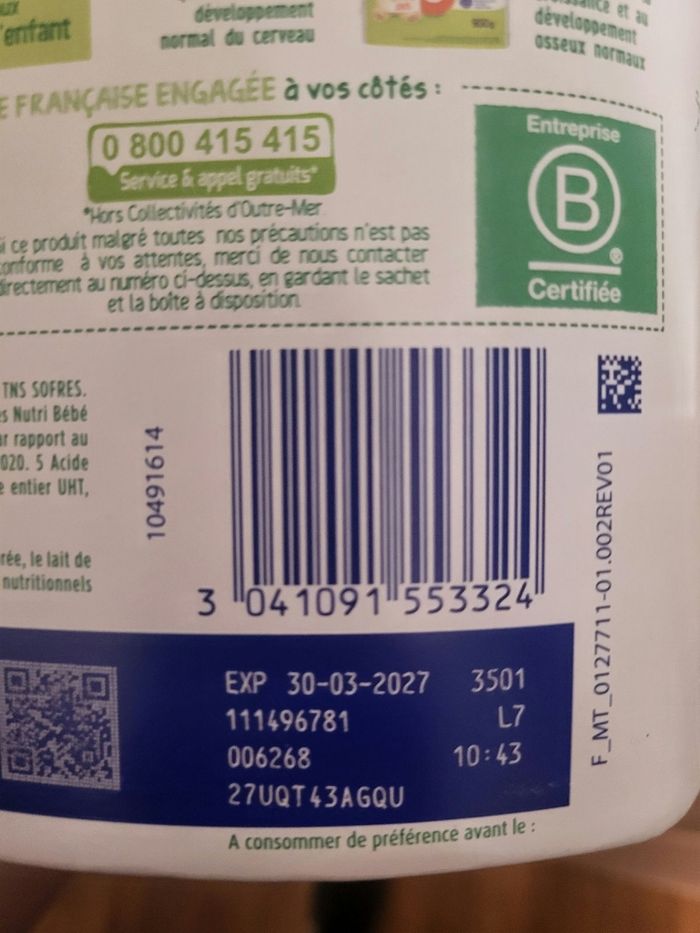 enfant
développement
normal du cerveau
900g
et au
développement
osseux normaux
FRANÇAISE ENGAGÉE à vos côtés :
0 800 415 415
Service & appel gratuits*
*Hors Collectivités d'Outre-Mer
ce produit malgré toutes nos précautions n'est pas
conforme à vos attentes, merci de nous contacter
directement au numéro ci-dessus, en gardant le sachet
et la boîte à disposition.
Entreprise
B
®
Certifiée
TNS SOFRES.
Nutri Bébé
rapport au
020. 5 Acide
entier UHT,
le lait de
nutritionnels
10491614
3 041091 553324
F_MT_0127711-01.002REV01
EXP 30-03-2027 3501
111496781 L7
006268 10:43
27UQT43AGQU
A consommer de préférence avant le :